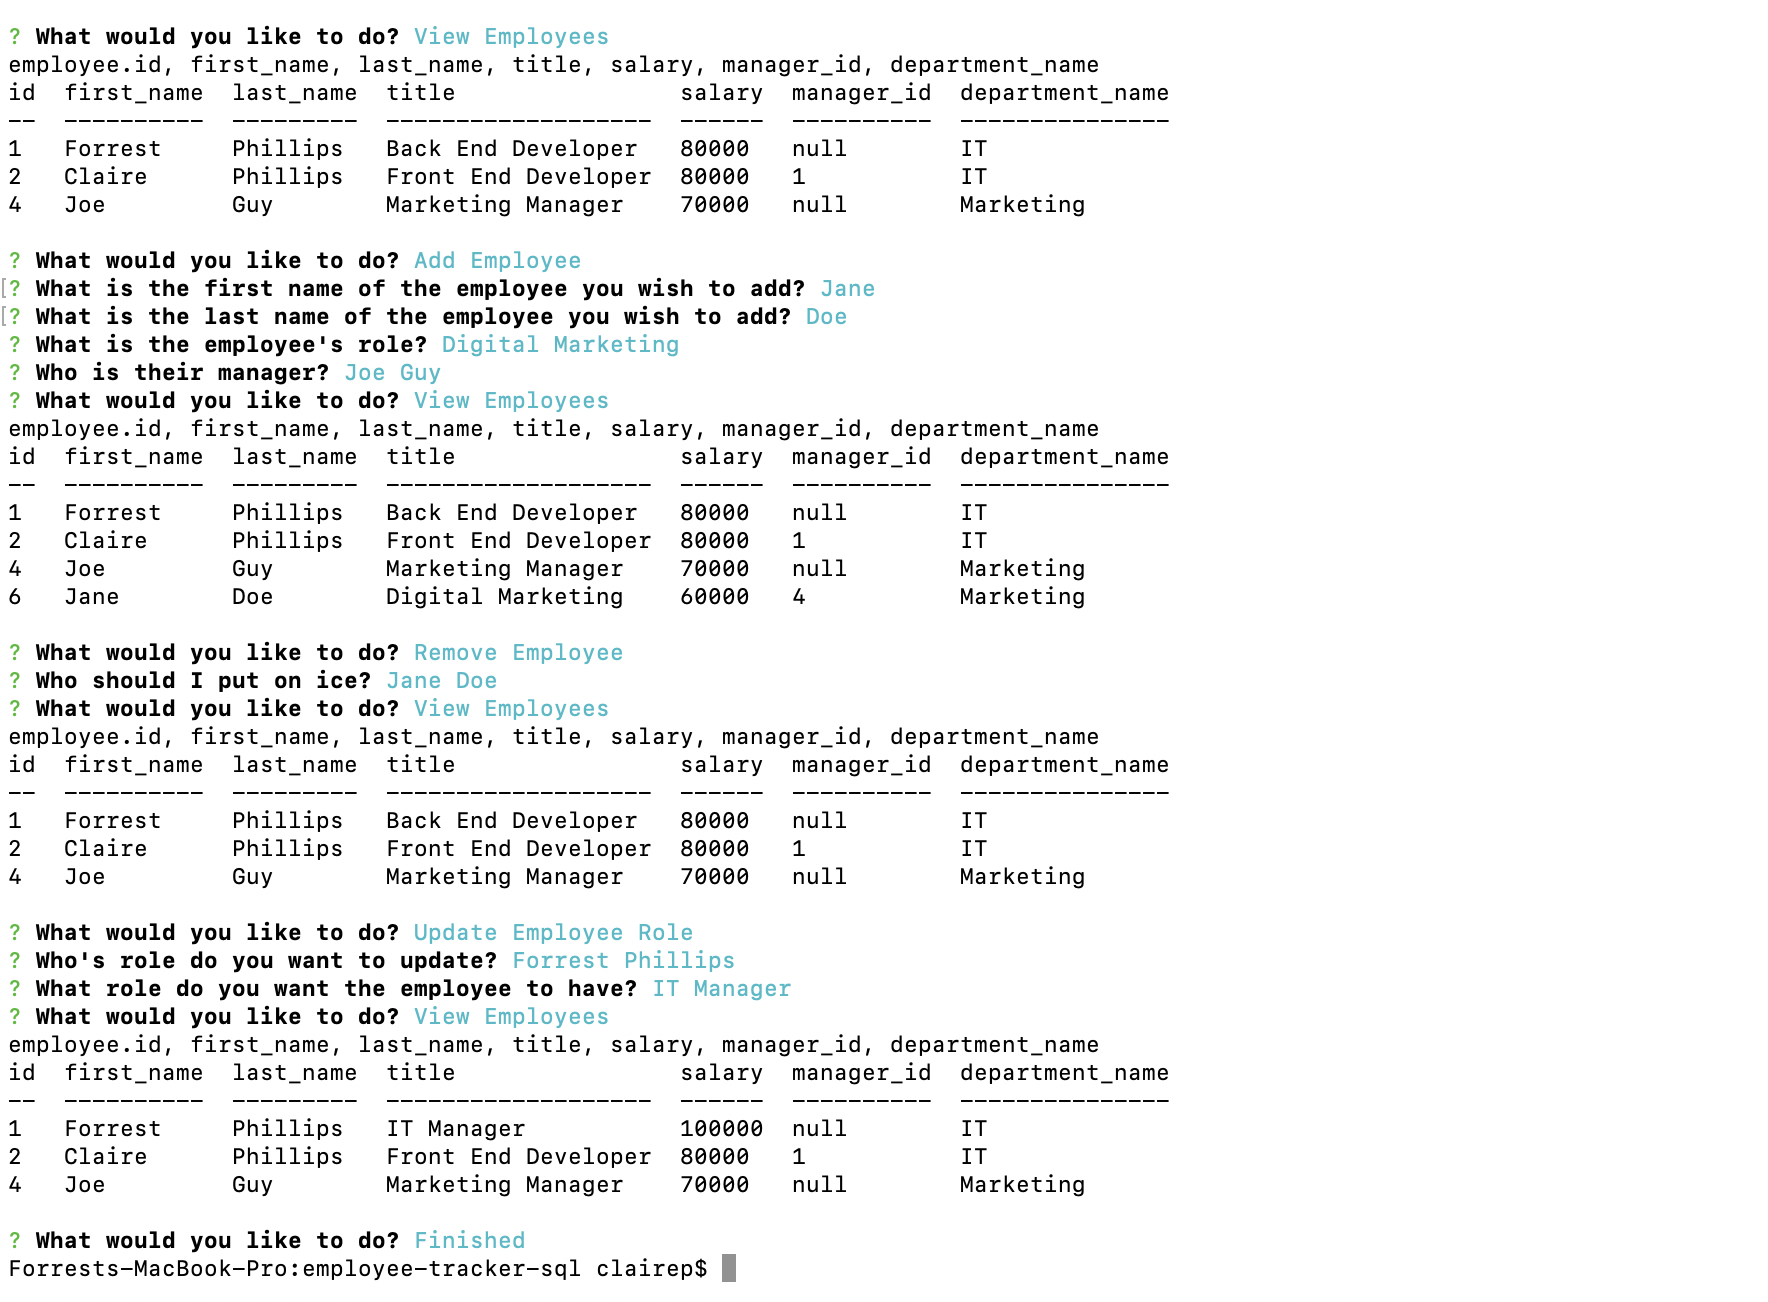 ? What would you like to do? View Employees
employee.id, first_name, last_name, title, salary, manager_id, department_name
id  first_name  last_name  title                salary  manager_id  department_name
--  ----------  ---------  -------------------  ------  ----------  ---------------
1   Forrest     Phillips   Back End Developer   80000   null        IT
2   Claire      Phillips   Front End Developer  80000   1           IT
4   Joe         Guy        Marketing Manager    70000   null        Marketing

? What would you like to do? Add Employee
[? What is the first name of the employee you wish to add? Jane
[? What is the last name of the employee you wish to add? Doe
? What is the employee's role? Digital Marketing
? Who is their manager? Joe Guy
? What would you like to do? View Employees
employee.id, first_name, last_name, title, salary, manager_id, department_name
id  first_name  last_name  title                salary  manager_id  department_name
--  ----------  ---------  -------------------  ------  ----------  ---------------
1   Forrest     Phillips   Back End Developer   80000   null        IT
2   Claire      Phillips   Front End Developer  80000   1           IT
4   Joe         Guy        Marketing Manager    70000   null        Marketing
6   Jane        Doe        Digital Marketing    60000   4           Marketing

? What would you like to do? Remove Employee
? Who should I put on ice? Jane Doe
? What would you like to do? View Employees
employee.id, first_name, last_name, title, salary, manager_id, department_name
id  first_name  last_name  title                salary  manager_id  department_name
--  ----------  ---------  -------------------  ------  ----------  ---------------
1   Forrest     Phillips   Back End Developer   80000   null        IT
2   Claire      Phillips   Front End Developer  80000   1           IT
4   Joe         Guy        Marketing Manager    70000   null        Marketing

? What would you like to do? Update Employee Role
? Who's role do you want to update? Forrest Phillips
? What role do you want the employee to have? IT Manager
? What would you like to do? View Employees
employee.id, first_name, last_name, title, salary, manager_id, department_name
id  first_name  last_name  title                salary  manager_id  department_name
--  ----------  ---------  -------------------  ------  ----------  ---------------
1   Forrest     Phillips   IT Manager           100000  null        IT
2   Claire      Phillips   Front End Developer  80000   1           IT
4   Joe         Guy        Marketing Manager    70000   null        Marketing

? What would you like to do? Finished
Forrests-MacBook-Pro:employee-tracker-sql clairep$